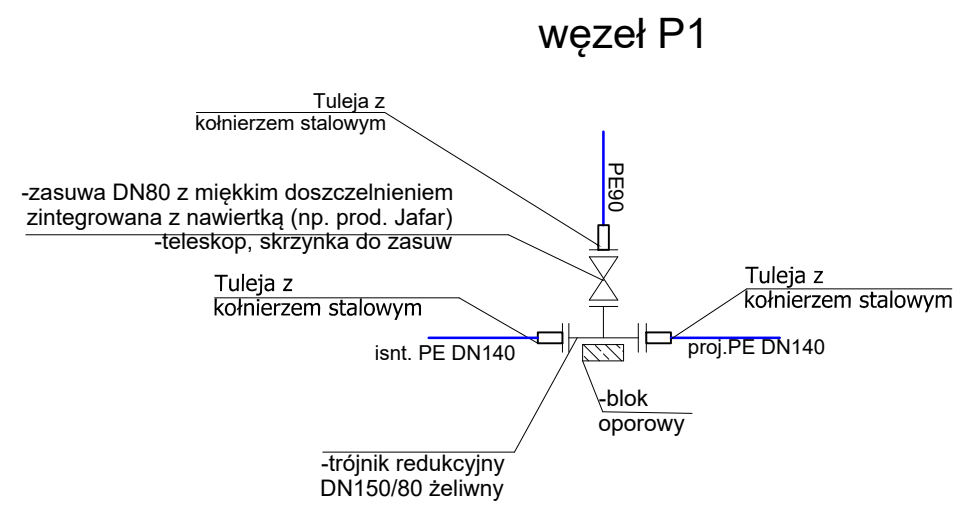 węzeł P1
Tuleja z
kołnierzem stalowym
PE90
-zasuwa DN80 z miękkim doszczelnieniem
zintegrowana z nawiertką (np. prod. Jafar)
-teleskop, skrzynka do zasuw
Tuleja z
kołnierzem stalowym
Tuleja z
kołnierzem stalowym
isnt. PE DN140
proj.PE DN140
-blok
oporowy
-trójnik redukcyjny
DN150/80 żeliwny